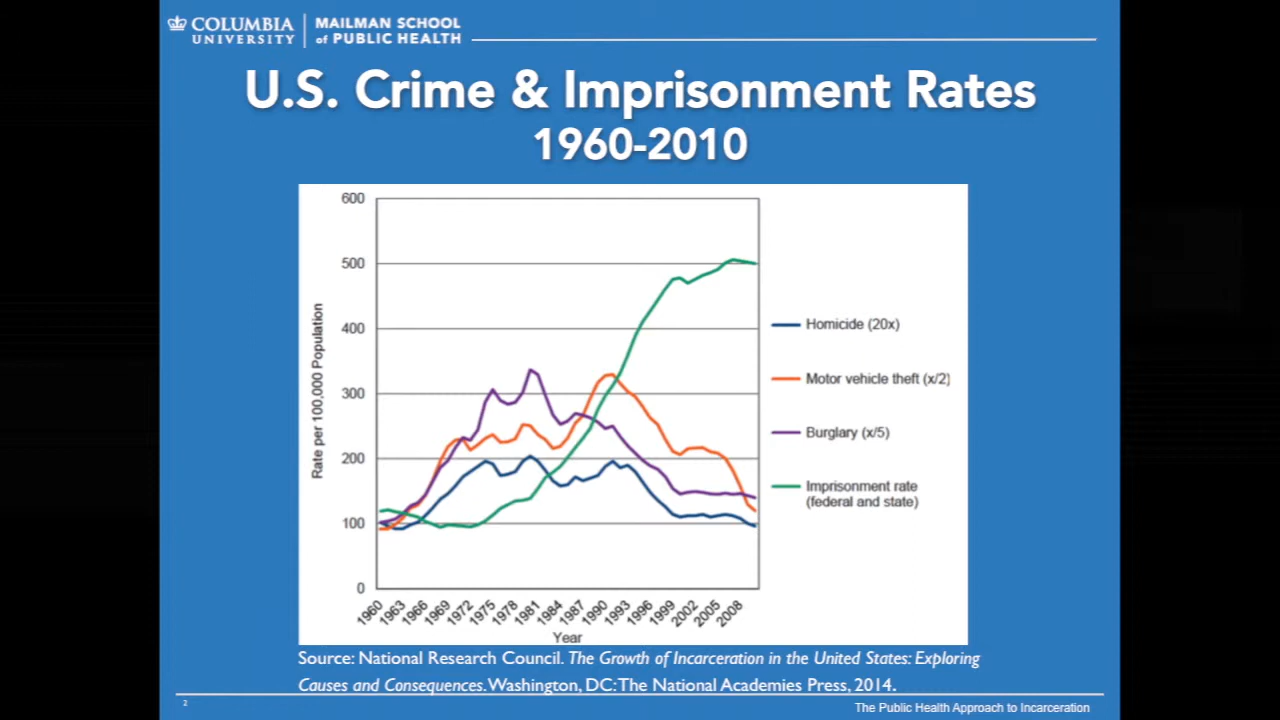 COLUMBIA
UNIVERSITY
MAILMAN SCHOOL
of PUBLIC HEALTH
U.S. Crime & Imprisonment Rates
1960-2010
600
500
400
300
200
100
0
Rate per 100,000 Population
1960
1963
1966
1969
1972
1975
1978
1981
1984
1987
1990
1993
1996
1999
2002
2005
2008
Year
Homicide (20x)
Motor vehicle theft (x/2)
Burglary (x/5)
Imprisonment rate
(federal and state)
Source: National Research Council. The Growth of Incarceration in the United States: Exploring
Causes and Consequences. Washington, DC: The National Academies Press, 2014.
2
The Public Health Approach to Incarceration